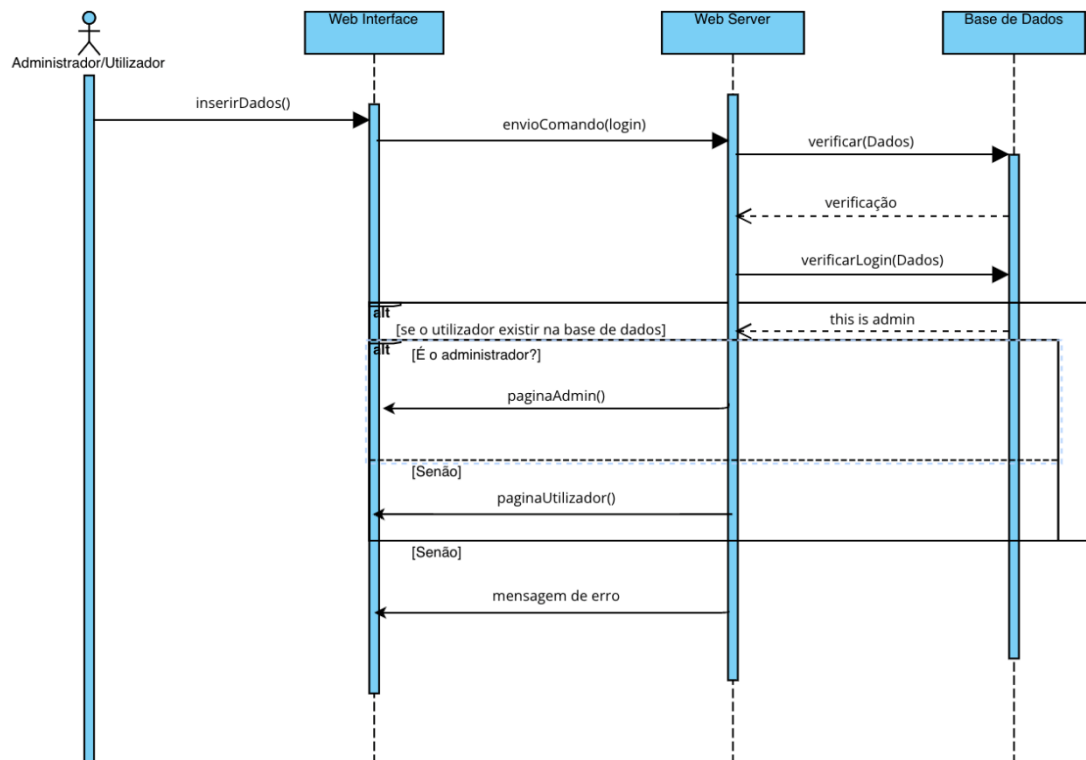 Web Interface
Web Server
Base de Dados
Administrador/Utilizador
inserirDados()
envioComando(login)
verificar(Dados)
verificação
verificarLogin(Dados)
alt
this is admin
[se o utilizador existir na base de dados]
alt
[É o administrador?]
paginaAdmin()
[Senão]
paginaUtilizador()
[Senão]
mensagem de erro